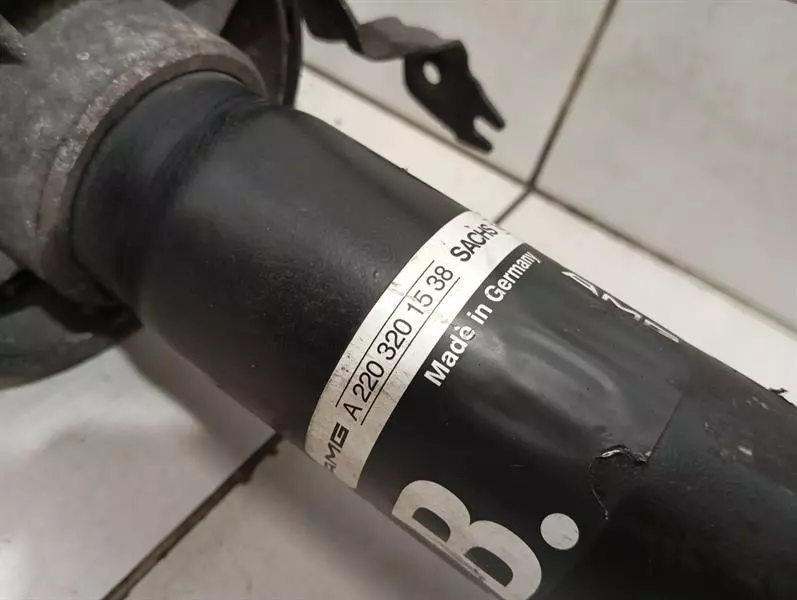 AMG A 220 320 15 38 SACHS
Made in Germany
B.